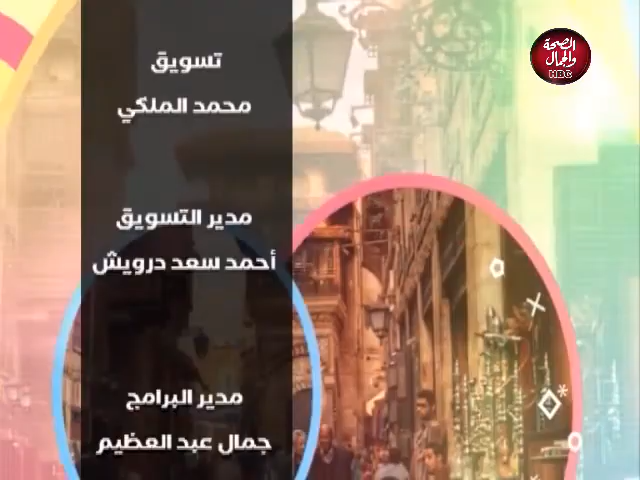 تسويق
محمد الملكي
مدير التسويق
أحمد سعد درويش
مدير البرامج
جمال عبد العظيم
الصحة
والجمال
HBC